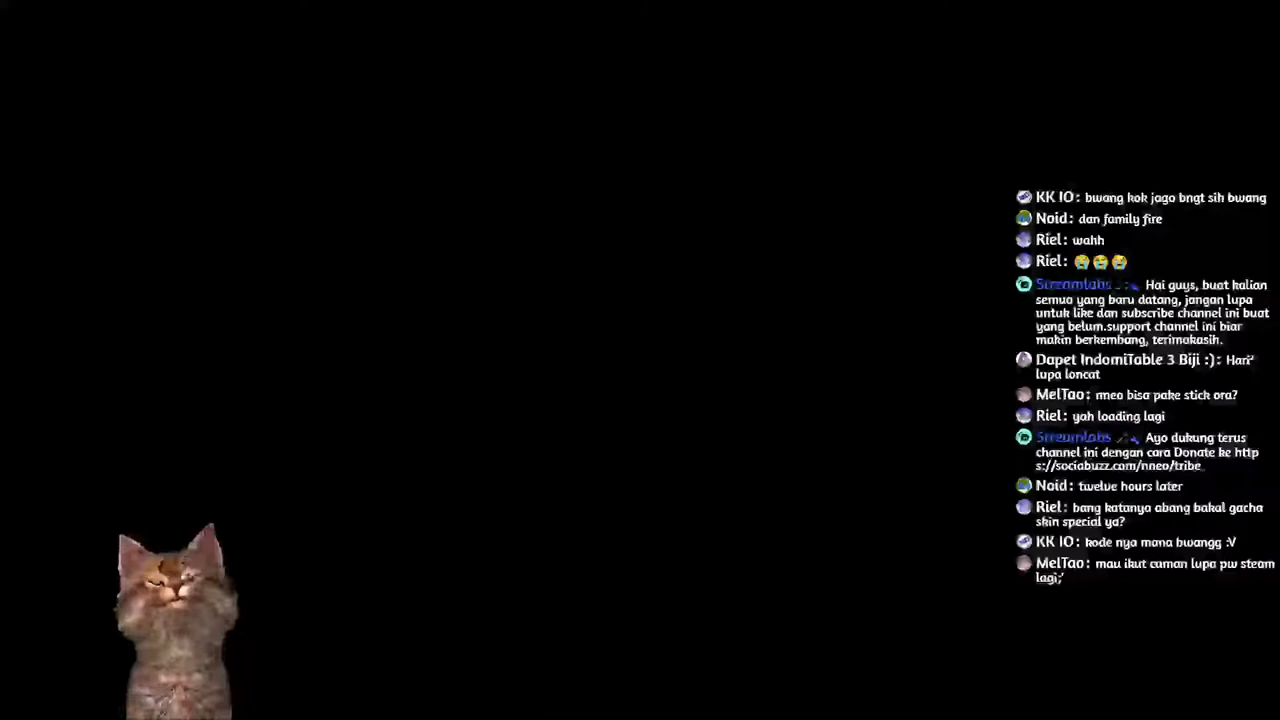 KK IO: bwang kok jago bngt sih bwang
Noid: dan family fire
Riel: wahh
Riel: 😭😭😭
Streamlabs: Hai guys, buat kalian
semua yang baru datang, jangan lupa
untuk like dan subscribe channel ini buat
yang belum.support channel ini biar
makin berkembang, terimakasih.
Dapet IndomiTable 3 Biji :): Hari²
lupa loncat
MelTao: meo bisa pake stick ora?
Riel: yah loading lagi
Streamlabs Ayo dukung terus
channel ini dengan cara Donate ke http
s://sociabuzz.com/nneo/tribe
Noid: twelve hours later
Riel: bang katanya abang bakal gacha
skin special ya?
KK IO: kode nya mana bwangg :V
MelTao: mau ikut cuman lupa pw steam
lagi;'